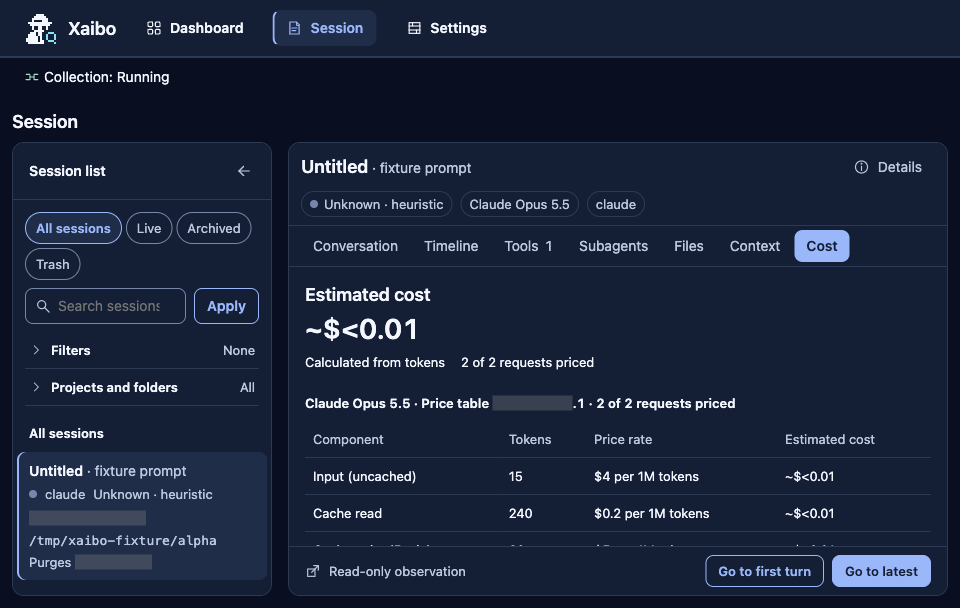 Xaibo
Dashboard
Session
Settings
Collection: Running
Session
Session list
All sessions
Live
Archived
Trash
Search sessions
Apply
Filters
None
Projects and folders
All
All sessions
Untitled · fixture prompt
claude Unknown · heuristic
/tmp/xaibo-fixture/alpha
Purges
Untitled · fixture prompt
Details
Unknown · heuristic
Claude Opus 5.5
claude
Conversation
Timeline
Tools 1
Subagents
Files
Context
Cost
Estimated cost
~$<0.01
Calculated from tokens 2 of 2 requests priced
Claude Opus 5.5 · Price table .1 · 2 of 2 requests priced
Component Tokens Price rate Estimated cost
Input (uncached) 15 $4 per 1M tokens ~$<0.01
Cache read 240 $0.2 per 1M tokens ~$<0.01
Read-only observation
Go to first turn
Go to latest